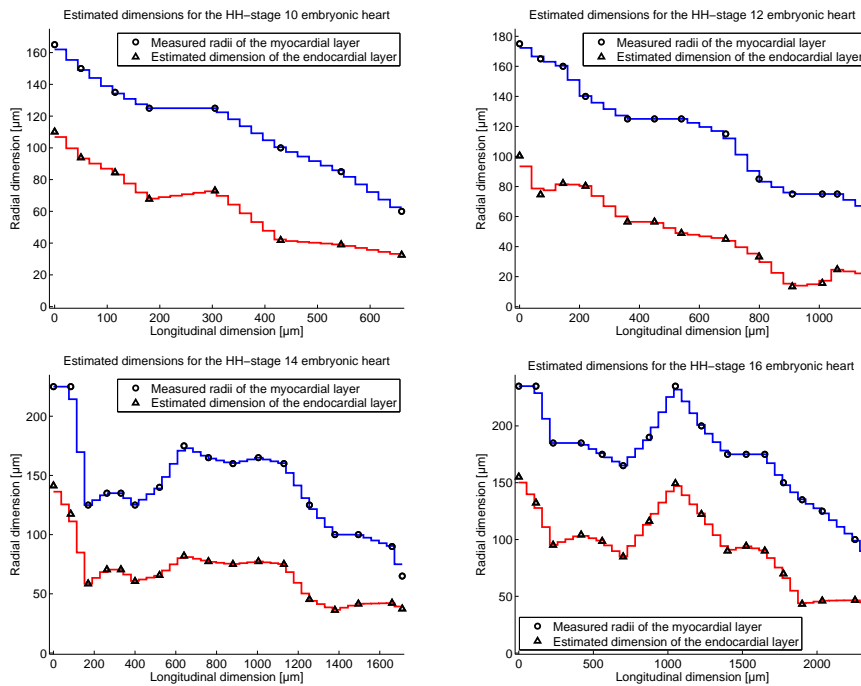 Estimated dimensions for the HH-stage 10 embryonic heart
Measured radii of the myocardial layer
Estimated dimension of the endocardial layer
Radial dimension [µm]
160
140
120
100
80
60
40
20
0
0 100 200 300 400 500 600
Longitudinal dimension [µm]
Estimated dimensions for the HH-stage 12 embryonic heart
Measured radii of the myocardial layer
Estimated dimension of the endocardial layer
Radial dimension [µm]
180
160
140
120
100
80
60
40
20
0
0 200 400 600 800 1000
Longitudinal dimension [µm]
Estimated dimensions for the HH-stage 14 embryonic heart
Measured radii of the myocardial layer
Estimated dimension of the endocardial layer
Radial dimension [µm]
200
150
100
50
0
0 200 400 600 800 1000 1200 1400 1600
Longitudinal dimension [µm]
Estimated dimensions for the HH-stage 16 embryonic heart
Radial dimension [µm]
200
150
100
50
0
Measured radii of the myocardial layer
Estimated dimension of the endocardial layer
0 500 1000 1500 2000
Longitudinal dimension [µm]